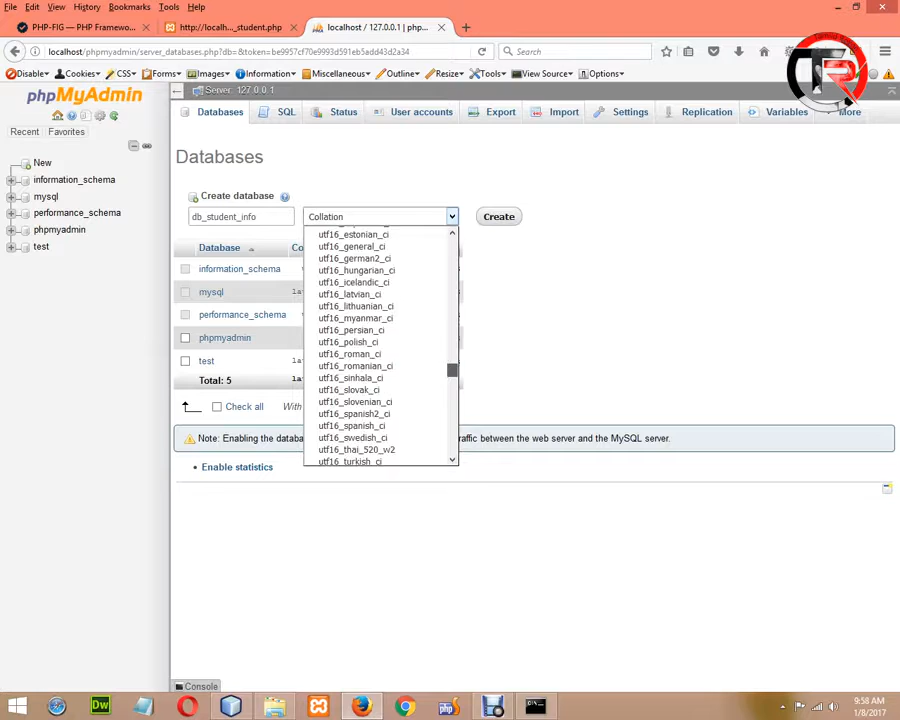 File Edit View History Bookmarks Tools Help
PHP-FIG — PHP Framewo...
http://localh..._student.php
localhost / 127.0.0.1 | php...
localhost/phpmyadmin/server_databases.php?db=&token=be9957cf70e9993d591eb5add43d2a34
Search
Disable Cookies CSS Forms Images Information Miscellaneous Outline Resize Tools View Source Options
phpMyAdmin
Server: 127.0.0.1
Databases SQL Status User accounts Export Import Settings Replication Variables More
Recent Favorites
New
information_schema
mysql
performance_schema
phpmyadmin
test
Databases
Create database
db_student_info
Collation
Create
utf16_estonian_ci
utf16_general_ci
utf16_german2_ci
utf16_hungarian_ci
utf16_icelandic_ci
utf16_latvian_ci
utf16_lithuanian_ci
utf16_myanmar_ci
utf16_persian_ci
utf16_polish_ci
utf16_roman_ci
utf16_romanian_ci
utf16_sinhala_ci
utf16_slovak_ci
utf16_slovenian_ci
utf16_spanish2_ci
utf16_spanish_ci
utf16_swedish_ci
utf16_thai_520_w2
utf16_turkish_ci
Database Co
information_schema
mysql la
performance_schema
phpmyadmin
test la
Total: 5 la
Check all With
Note: Enabling the databa
raffic between the web server and the MySQL server.
Enable statistics
Console
Dw
php
9:58 AM
1/8/2017